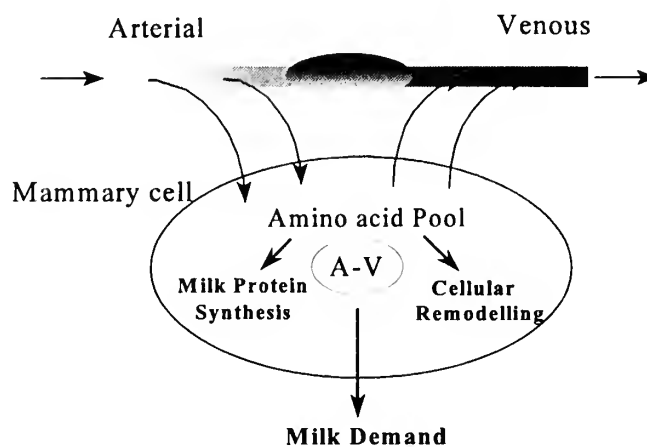 Arterial
Venous
Mammary cell
Amino acid Pool
A-V
Milk Protein
Synthesis
Cellular
Remodelling
Milk Demand